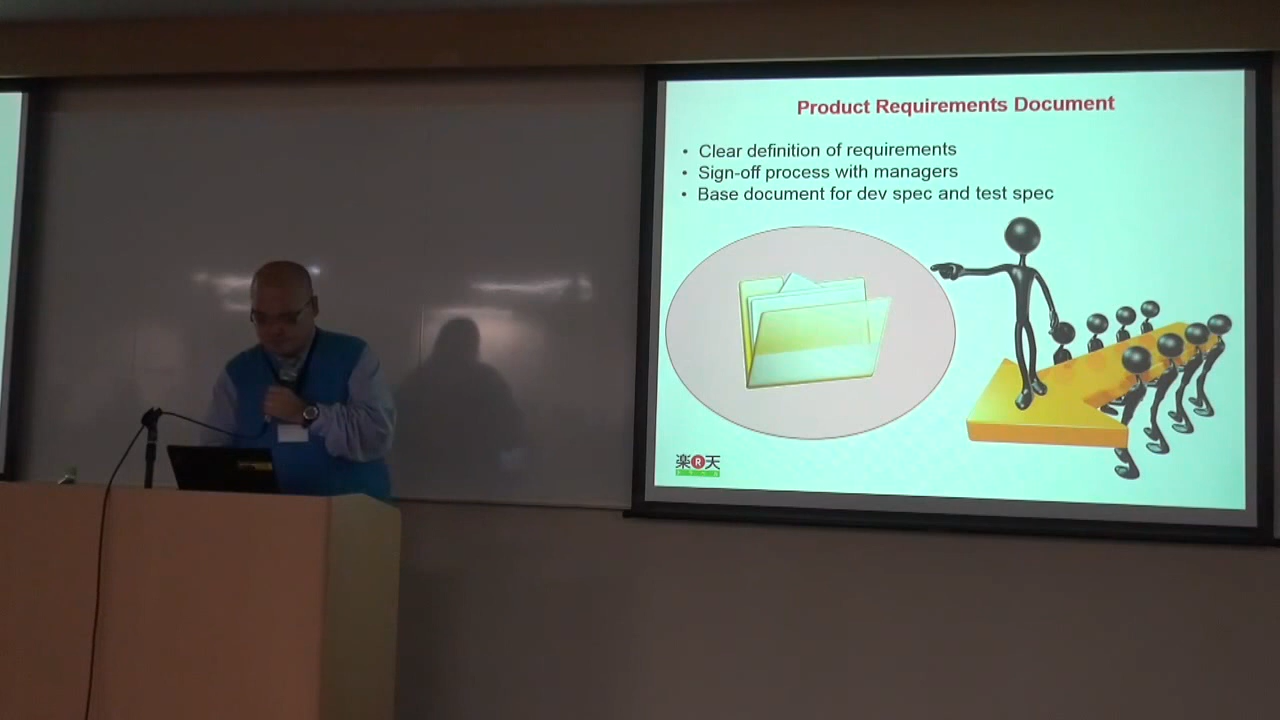 Product Requirements Document
• Clear definition of requirements
• Sign-off process with managers
• Base document for dev spec and test spec
楽R天